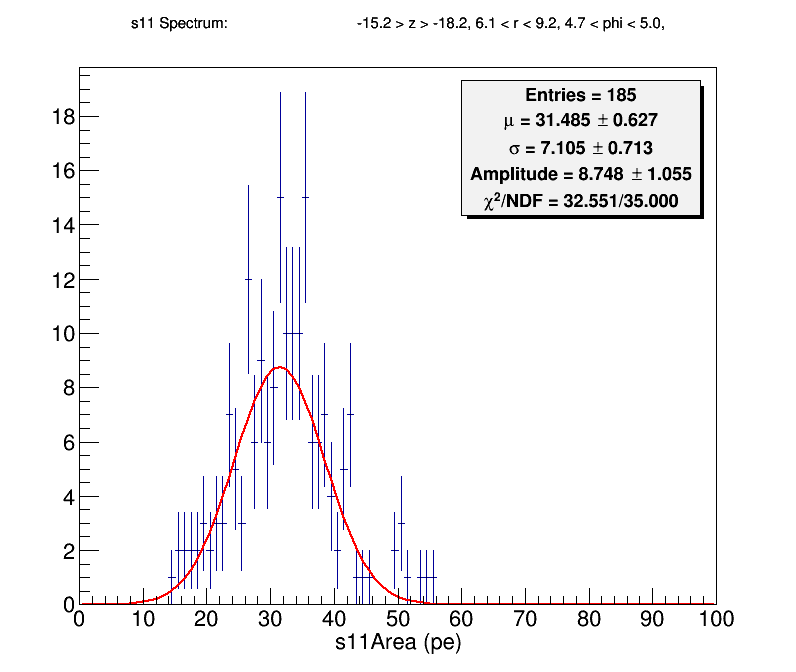 s11 Spectrum: -15.2 > z > -18.2, 6.1 < r < 9.2, 4.7 < phi < 5.0,
Entries = 185
μ = 31.485 ± 0.627
σ = 7.105 ± 0.713
Amplitude = 8.748 ± 1.055
χ²/NDF = 32.551/35.000
18
16
14
12
10
8
6
4
2
0
0 10 20 30 40 50 60 70 80 90 100
s11Area (pe)